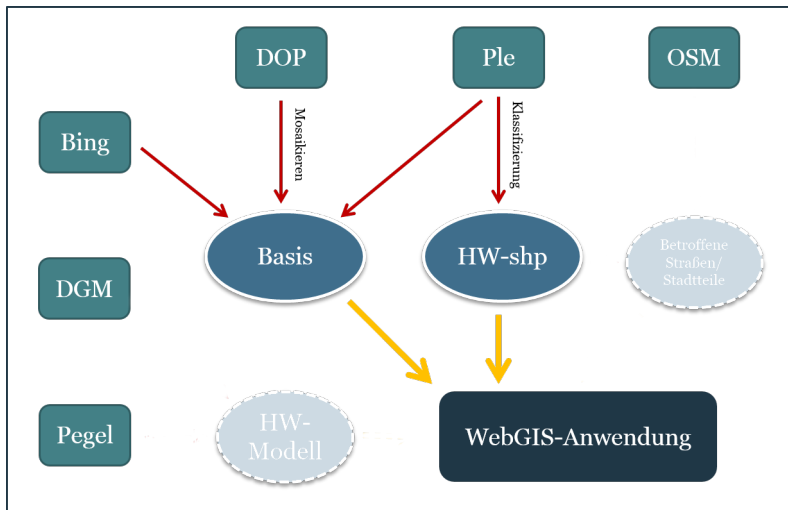 DOP
Ple
OSM
Bing
Mosaikieren
Klassifizierung
Basis
HW-shp
Betroffene
Straßen/
Stadtteile
DGM
Pegel
HW-
Modell
WebGIS-Anwendung